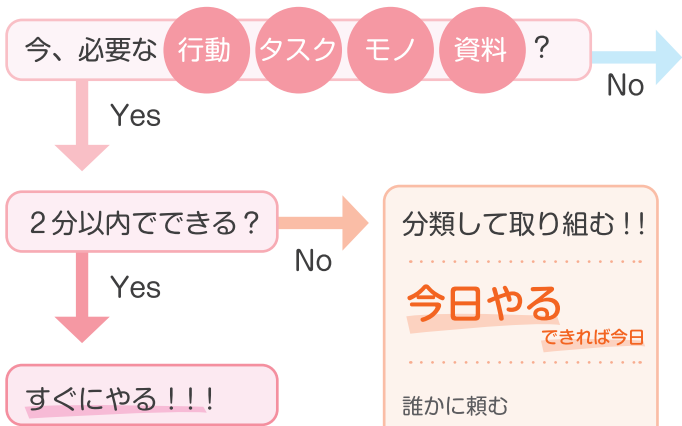 今、必要な 行動 タスク モノ 資料 ?
No
Yes
２分以内でできる？
No
Yes
すぐにやる！！！
分類して取り組む！！
今日やる
できれば今日
誰かに頼む